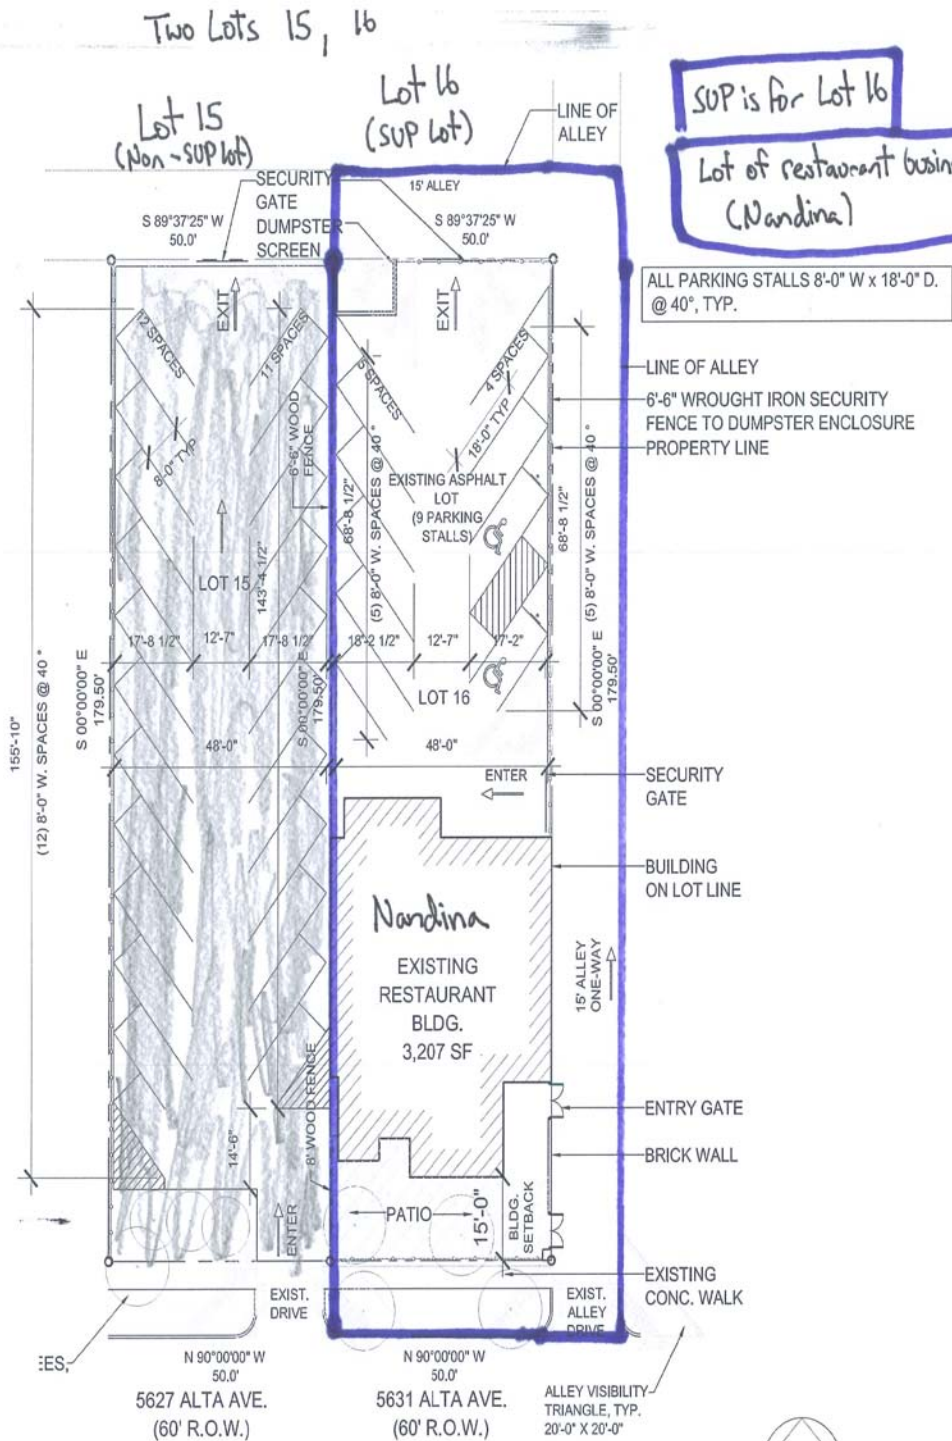 Two Lots 15, 16
Lot 15
(Non-SUP lot)
Lot 16
(SUP Lot)
SUP is for Lot 16
Lot of restaurant busin
(Nandina)
LINE OF
ALLEY
SECURITY
GATE
15' ALLEY
S 89°37'25" W
50.0'
DUMPSTER
SCREEN
S 89°37'25" W
50.0'
ALL PARKING STALLS 8'-0" W x 18'-0" D.
@ 40°, TYP.
EXIT
EXIT
12 SPACES
11 SPACES
5 SPACES
4 SPACES
LINE OF ALLEY
6'-6" WROUGHT IRON SECURITY
FENCE TO DUMPSTER ENCLOSURE
PROPERTY LINE
8'-0" TYP
6'-6" WOOD
FENCE
18'-0" TYP
EXISTING ASPHALT
LOT
(9 PARKING
STALLS)
68'-8 1/2"
(5) 8'-0" W. SPACES @ 40°
68'-8 1/2"
(5) 8'-0" W. SPACES @ 40°
LOT 15
143'-4 1/2"
17'-8 1/2"
12'-7"
17'-8 1/2"
18'-2 1/2"
12'-7"
17'-2"
155'-10"
(12) 8'-0" W. SPACES @ 40°
S 00°00'00" E
179.50'
S 00°00'00" E
179.50'
S 00°00'00" E
179.50'
LOT 16
48'-0"
48'-0"
ENTER
SECURITY
GATE
BUILDING
ON LOT LINE
Nandina
EXISTING
RESTAURANT
BLDG.
3,207 SF
15' ALLEY
ONE-WAY
8' WOOD FENCE
ENTRY GATE
BRICK WALL
14'-6"
ENTER
PATIO
15'-0"
BLDG.
SETBACK
EXISTING
CONC. WALK
EXIST.
DRIVE
EXIST.
ALLEY
DRIVE
EES,
N 90°00'00" W
50.0'
5627 ALTA AVE.
(60' R.O.W.)
N 90°00'00" W
50.0'
5631 ALTA AVE.
(60' R.O.W.)
ALLEY VISIBILITY
TRIANGLE, TYP.
20'-0" X 20'-0"